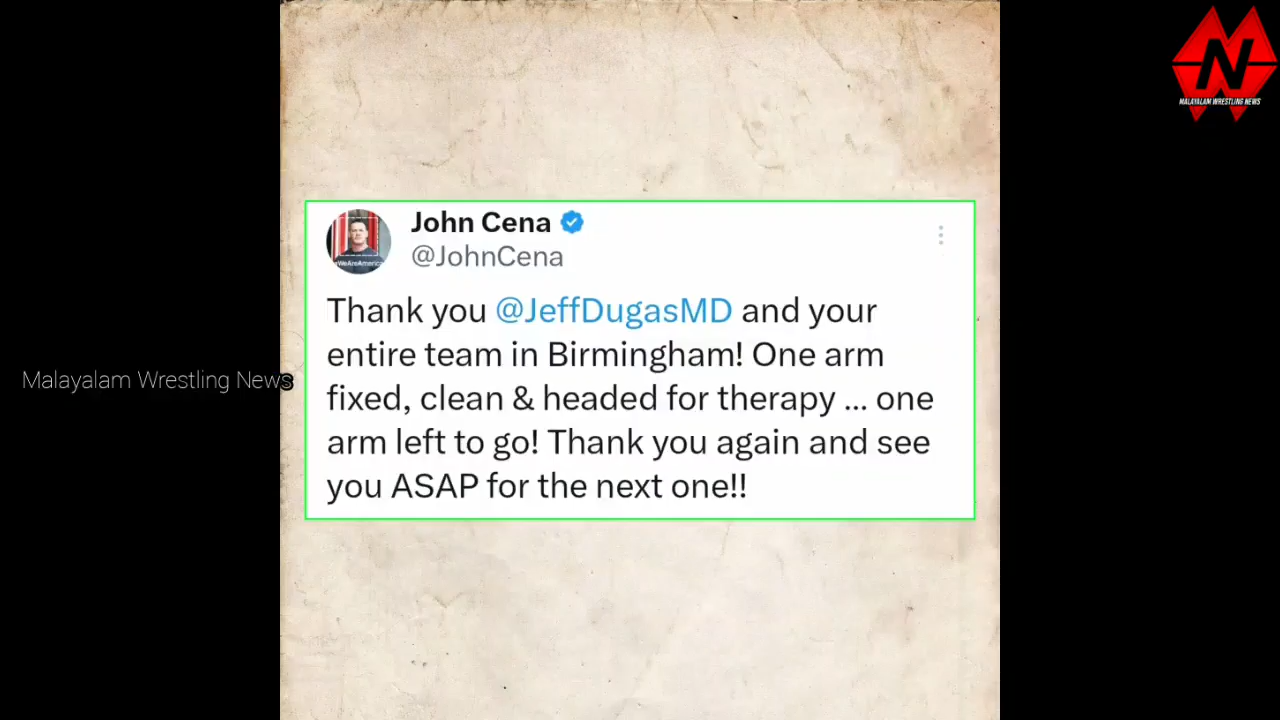 MALAYALAM WRESTLING NEWS
John Cena
@JohnCena
Thank you @JeffDugasMD and your
entire team in Birmingham! One arm
fixed, clean & headed for therapy ... one
arm left to go! Thank you again and see
you ASAP for the next one!!
Malayalam Wrestling News